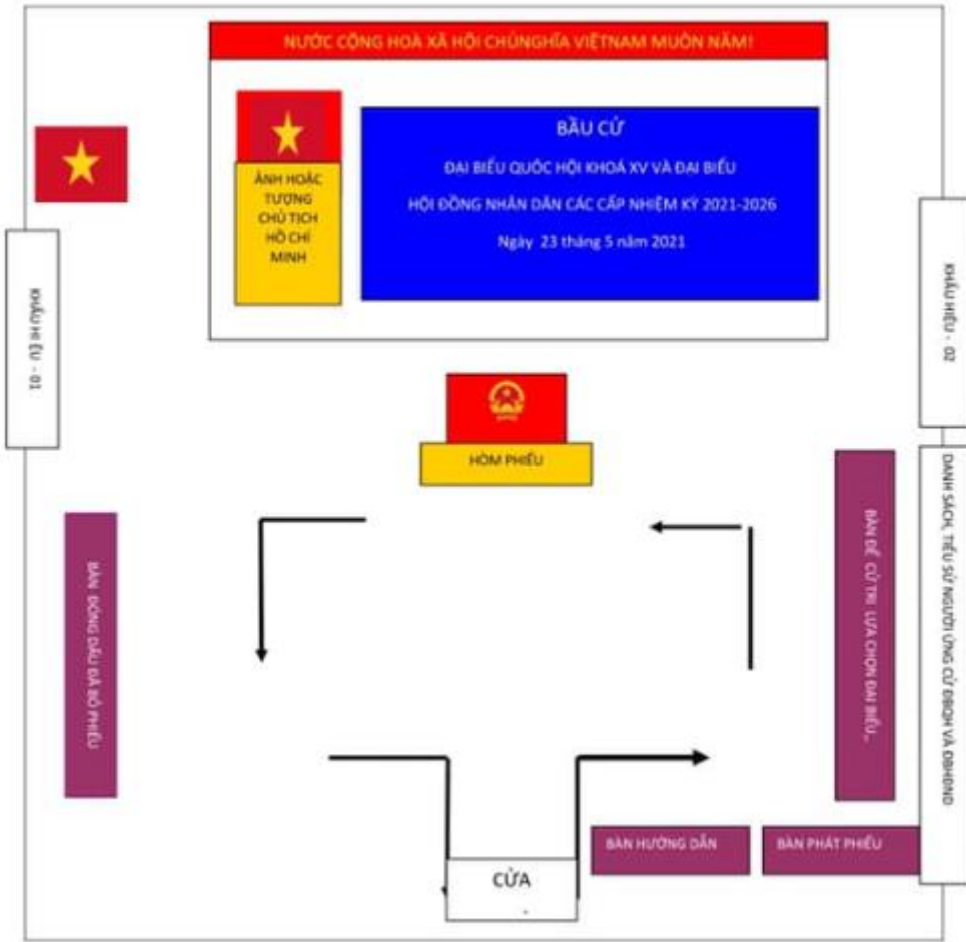 NƯỚC CỘNG HOÀ XÃ HỘI CHỦNGHĨA VIỆTNAM MUÔN NĂM!
BẦU CỬ
ĐẠI BIỂU QUỐC HỘI KHOÁ XV VÀ ĐẠI BIỂU
HỘI ĐỒNG NHÂN DÂN CÁC CẤP NHIỆM KỲ 2021-2026
Ngày 23 tháng 5 năm 2021
ẢNH HOẶC
TƯỢNG
CHỦ TỊCH
HỒ CHÍ
MINH
KHẨU HI ỆU - 01
KHẨU HIỆU - 02
HÒM PHIẾU
BÀN ĐÓNG DẤU ĐÃ BỎ PHIẾU
BÀN ĐỂ CỬ TRI LỰA CHỌN ĐẠI BIỂU..
DANH SÁCH, TIỂU SỬ NGƯỜI ỨNG CỬ ĐBQH VÀ ĐBHĐND
BÀN HƯỚNG DẪN
BÀN PHÁT PHIẾU
CỬA